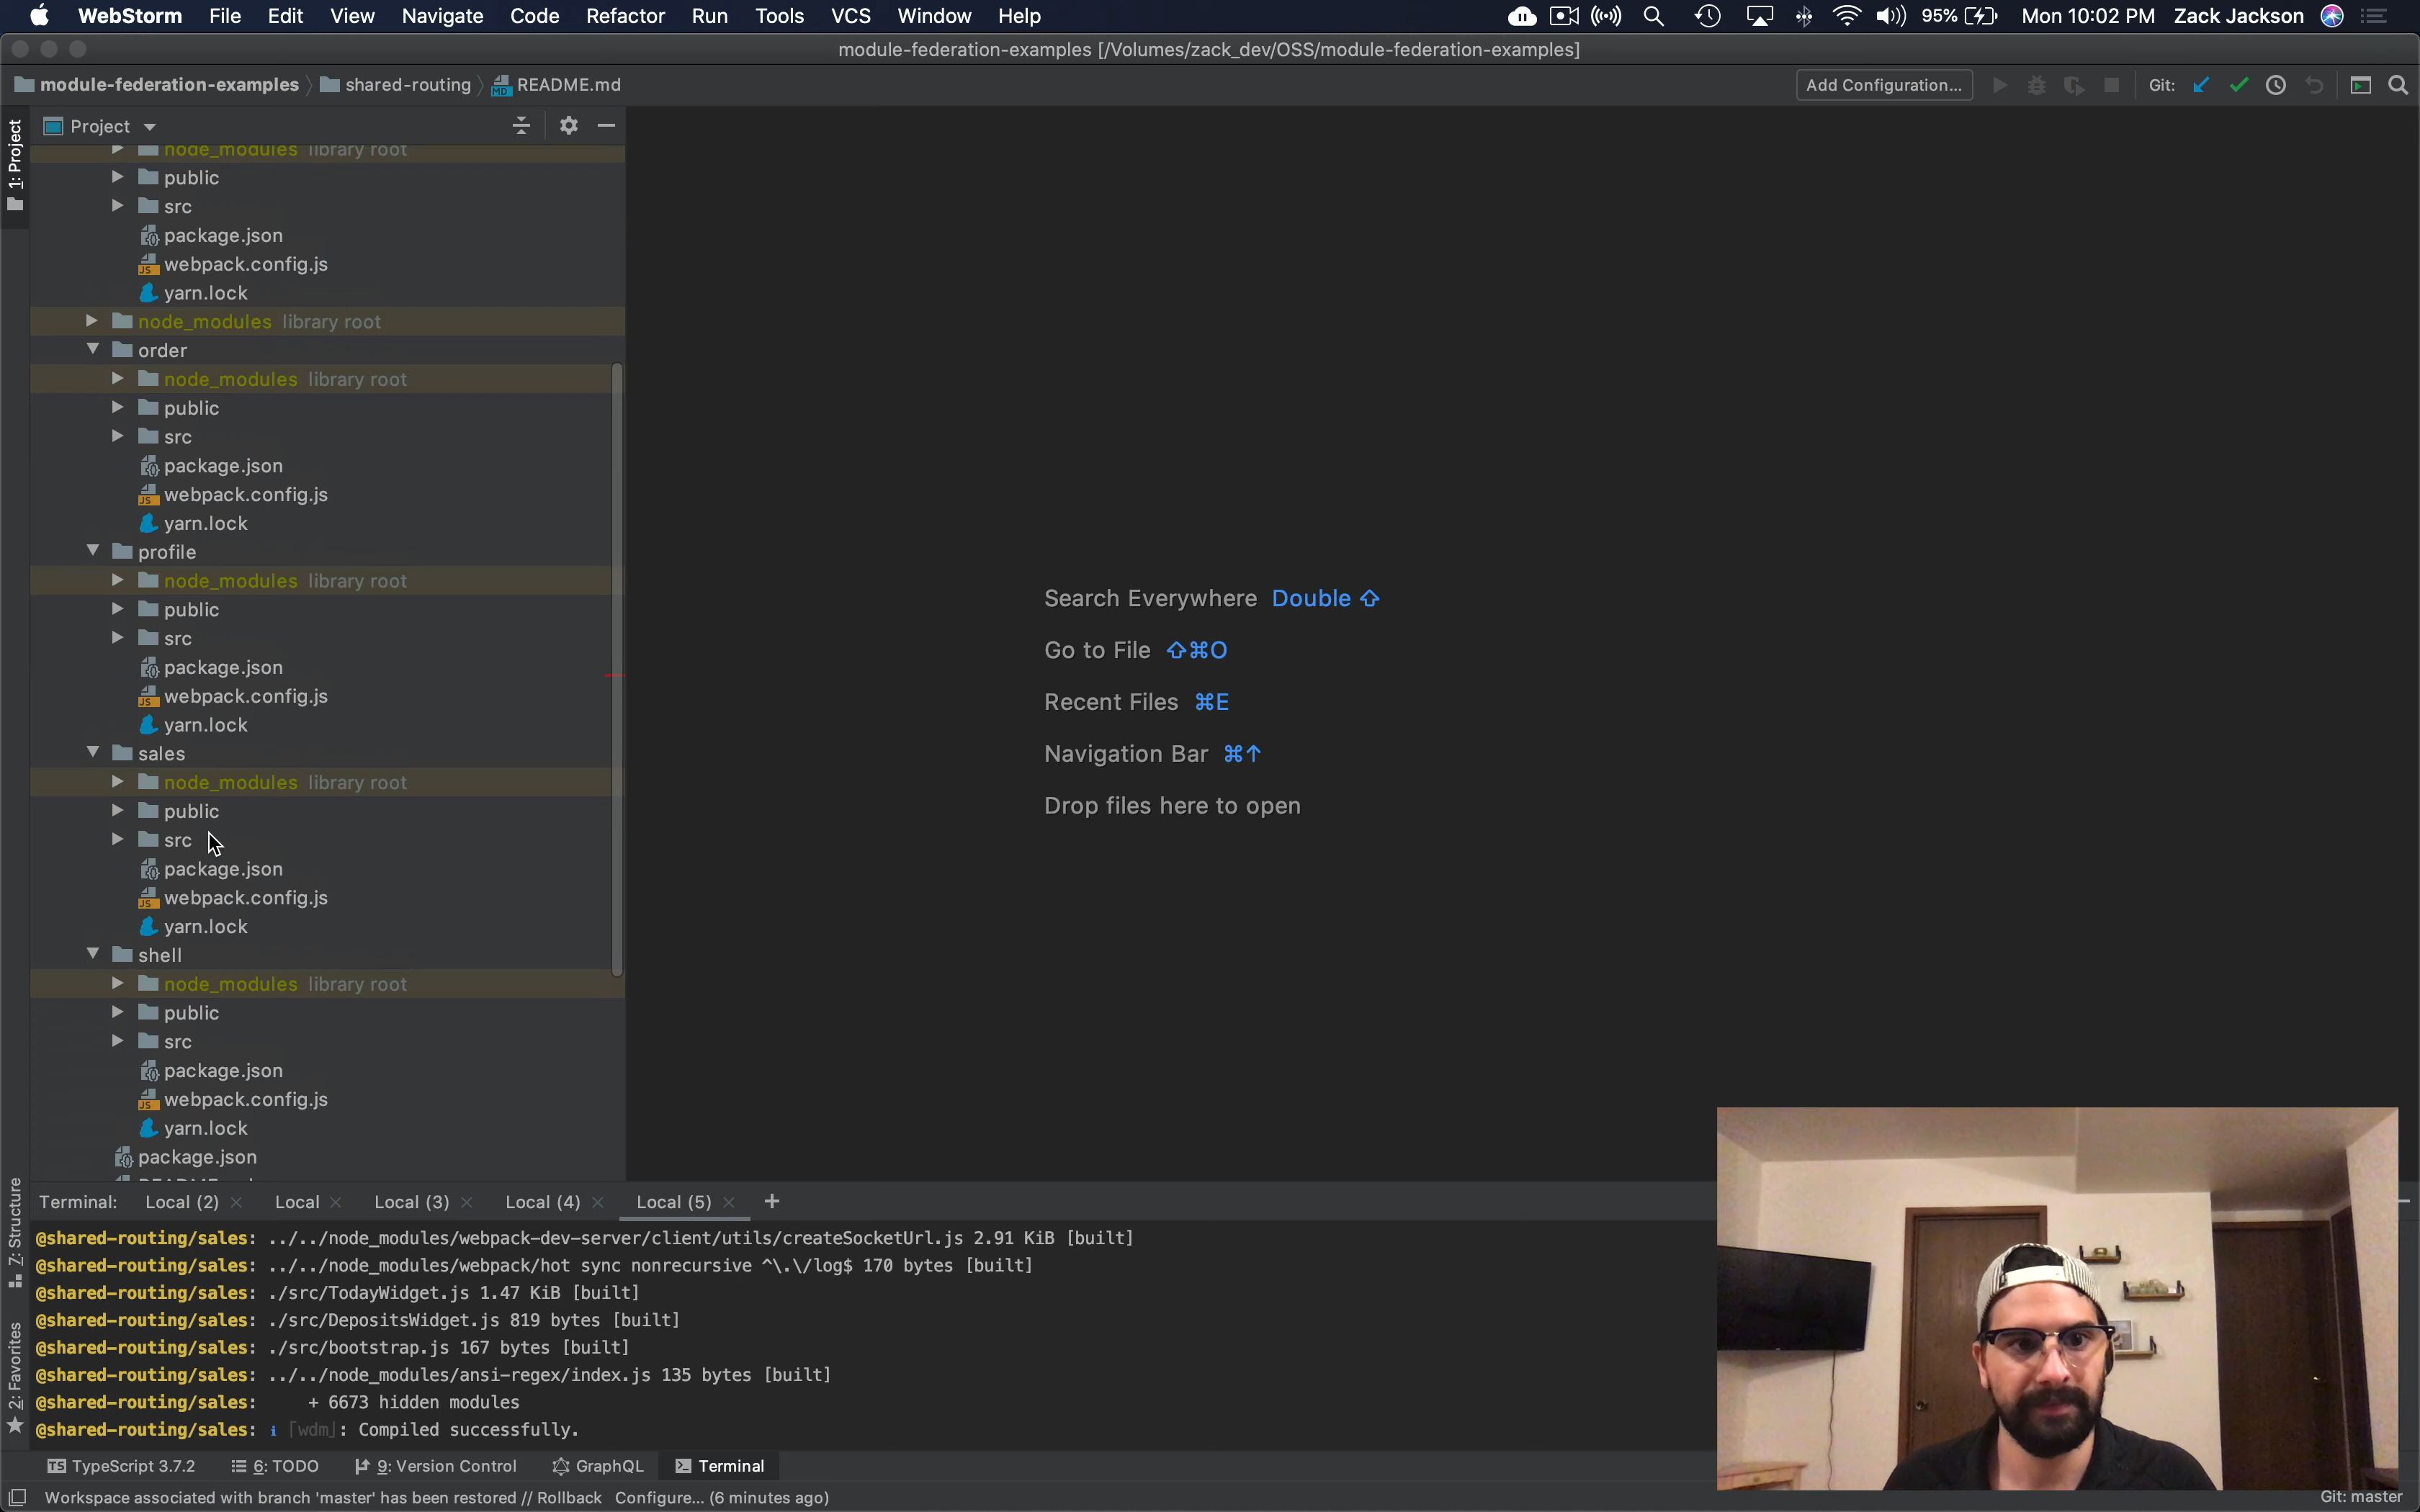 WebStorm File Edit View Navigate Code Refactor Run Tools VCS Window Help 95% Mon 10:02 PM Zack Jackson
module-federation-examples [/Volumes/zack_dev/OSS/module-federation-examples]
module-federation-examples shared-routing README.md Add Configuration... Git:
Project
1: Project
node_modules library root
public
src
package.json
webpack.config.js
yarn.lock
node_modules library root
order
node_modules library root
public
src
package.json
webpack.config.js
yarn.lock
profile
node_modules library root
public
src
package.json
webpack.config.js
yarn.lock
sales
node_modules library root
public
src
package.json
webpack.config.js
yarn.lock
shell
node_modules library root
public
src
package.json
webpack.config.js
yarn.lock
package.json
Search Everywhere Double ⇧
Go to File ⇧⌘O
Recent Files ⌘E
Navigation Bar ⌘↑
Drop files here to open
Z: Structure
2: Favorites
Terminal: Local (2) Local Local (3) Local (4) Local (5) +
@shared-routing/sales: ../../node_modules/webpack-dev-server/client/utils/createSocketUrl.js 2.91 KiB [built]
@shared-routing/sales: ../../node_modules/webpack/hot sync nonrecursive ^\.\/log$ 170 bytes [built]
@shared-routing/sales: ./src/TodayWidget.js 1.47 KiB [built]
@shared-routing/sales: ./src/DepositsWidget.js 819 bytes [built]
@shared-routing/sales: ./src/bootstrap.js 167 bytes [built]
@shared-routing/sales: ../../node_modules/ansi-regex/index.js 135 bytes [built]
@shared-routing/sales: + 6673 hidden modules
@shared-routing/sales: ℹ ｢wdm｣: Compiled successfully.
TypeScript 3.7.2 6: TODO 9: Version Control GraphQL Terminal
Workspace associated with branch 'master' has been restored // Rollback Configure... (6 minutes ago) Git: master